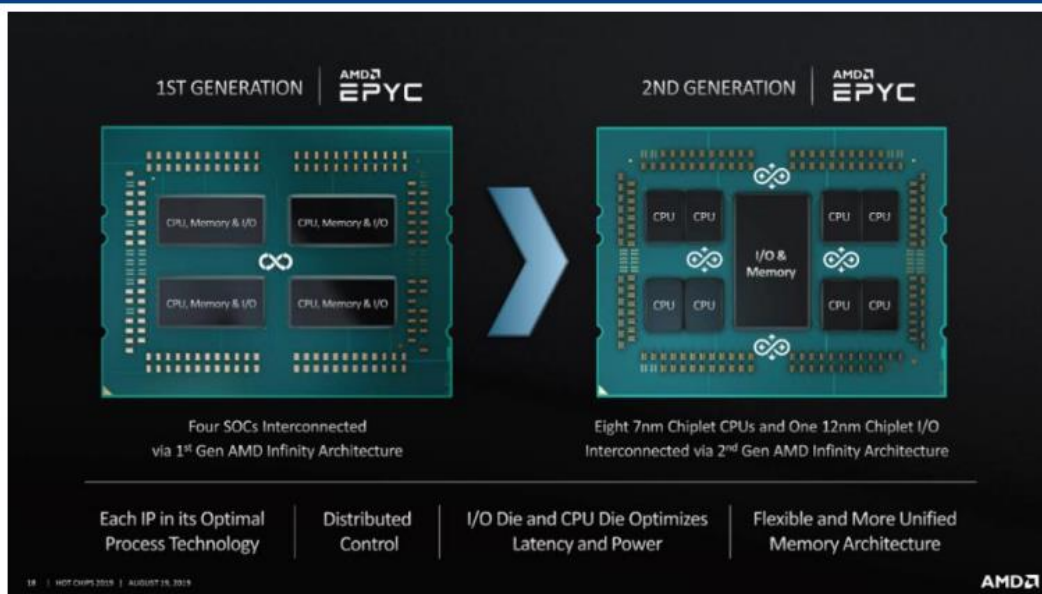 1ST GENERATION
AMD
EPYC
CPU, Memory & I/O
CPU, Memory & I/O
CPU, Memory & I/O
CPU, Memory & I/O
Four SOCs Interconnected
via 1st Gen AMD Infinity Architecture
2ND GENERATION
AMD
EPYC
CPU CPU
CPU CPU
I/O &
Memory
CPU CPU
CPU CPU
Eight 7nm Chiplet CPUs and One 12nm Chiplet I/O
Interconnected via 2nd Gen AMD Infinity Architecture
Each IP in its Optimal
Process Technology
Distributed
Control
I/O Die and CPU Die Optimizes
Latency and Power
Flexible and More Unified
Memory Architecture
18 | HOT CHIPS 2019 | AUGUST 19, 2019
AMD